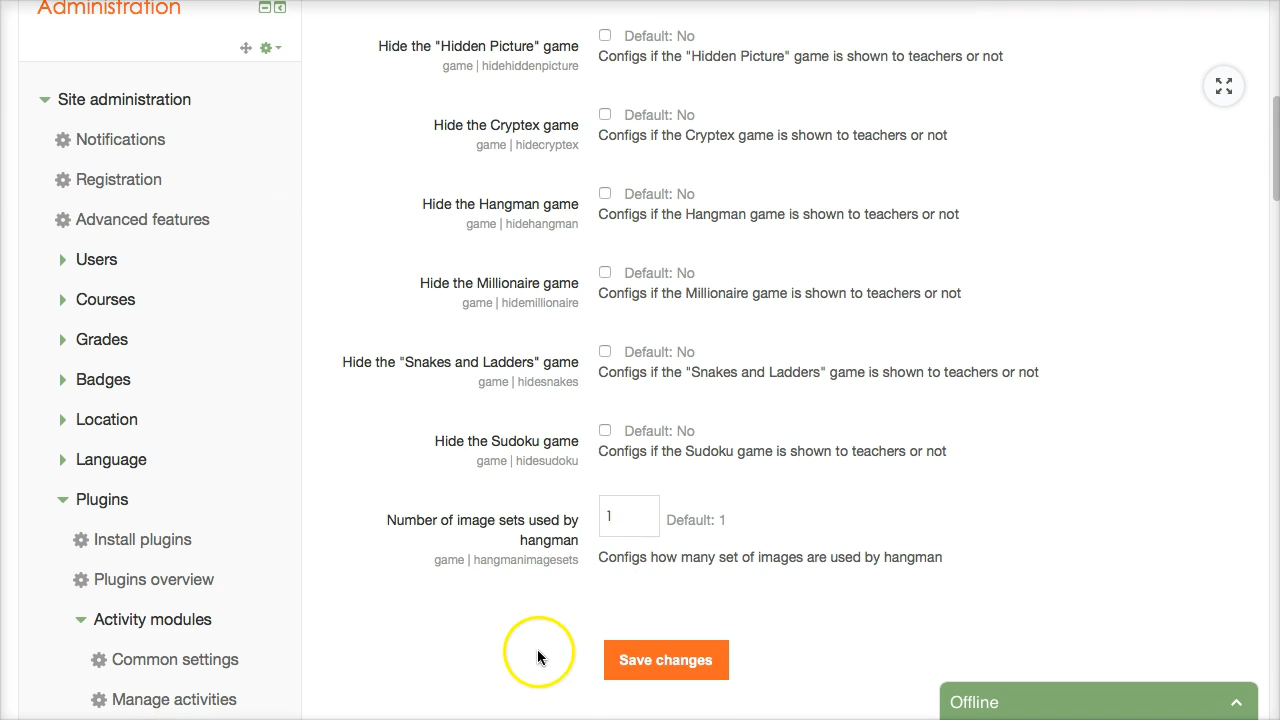 Administration
Site administration
Notifications
Registration
Advanced features
Users
Courses
Grades
Badges
Location
Language
Plugins
Install plugins
Plugins overview
Activity modules
Common settings
Manage activities
Hide the "Hidden Picture" game
game | hidehiddenpicture
Default: No
Configs if the "Hidden Picture" game is shown to teachers or not
Hide the Cryptex game
game | hidecryptex
Default: No
Configs if the Cryptex game is shown to teachers or not
Hide the Hangman game
game | hidehangman
Default: No
Configs if the Hangman game is shown to teachers or not
Hide the Millionaire game
game | hidemillionaire
Default: No
Configs if the Millionaire game is shown to teachers or not
Hide the "Snakes and Ladders" game
game | hidesnakes
Default: No
Configs if the "Snakes and Ladders" game is shown to teachers or not
Hide the Sudoku game
game | hidesudoku
Default: No
Configs if the Sudoku game is shown to teachers or not
Number of image sets used by
hangman
game | hangmanimagesets
1
Default: 1
Configs how many set of images are used by hangman
Save changes
Offline